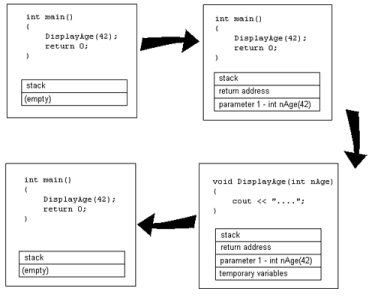 int main()
{
DisplayAge(42);
return 0;
}
stack
(empty)
int main()
{
DisplayAge(42);
return 0;
}
stack
return address
parameter 1 - int nAge(42)
int main()
{
DisplayAge(42);
return 0;
}
stack
(empty)
void DisplayAge(int nAge)
{
cout << "....";
}
stack
return address
parameter 1 - int nAge(42)
temporary variables